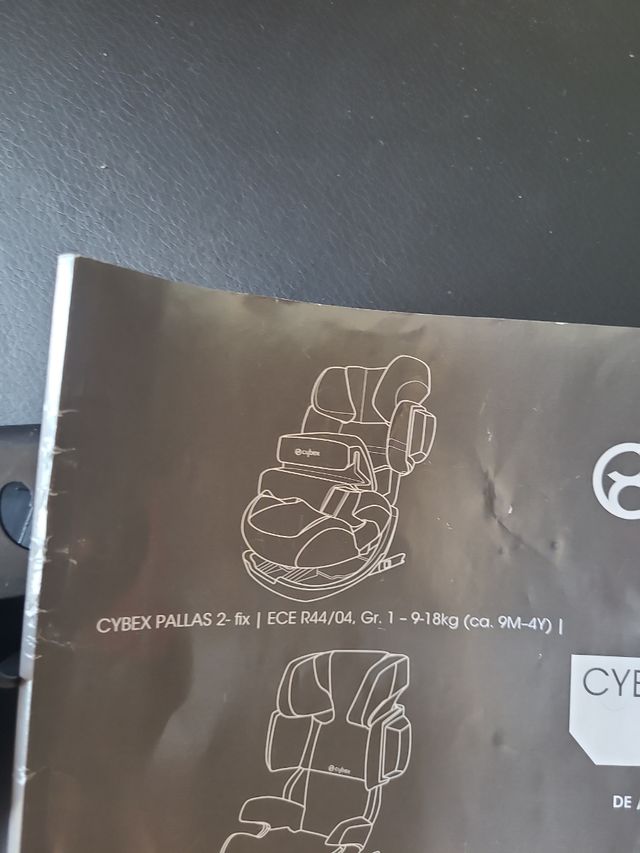 cybex
CYBEX PALLAS 2- fix | ECE R44/04, Gr. 1 - 9-18kg (ca. 9M-4Y) |
CYB
cybex
DE